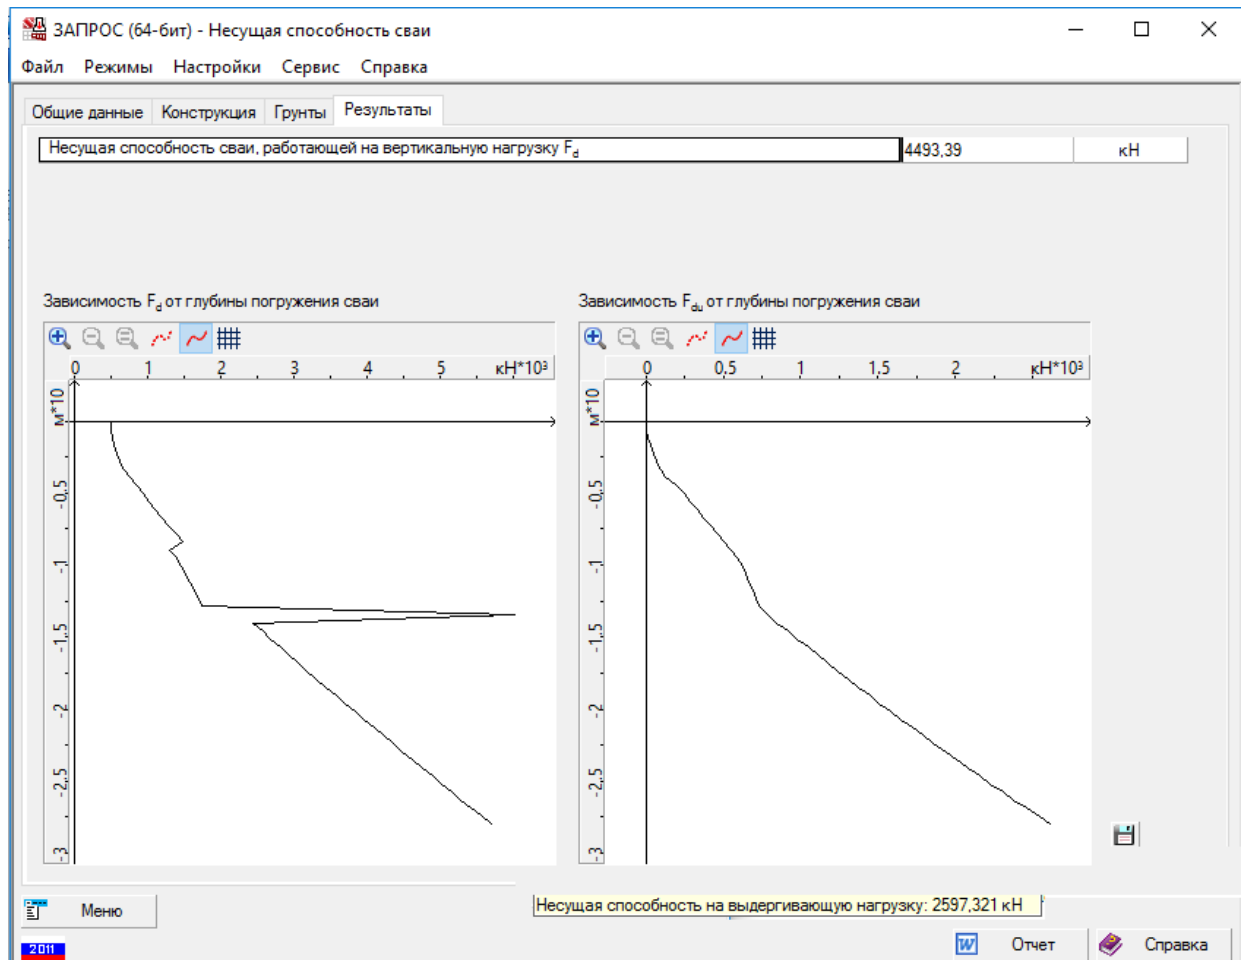 ЗАПРОС (64-бит) - Несущая способность сваи
Файл Режимы Настройки Сервис Справка
Общие данные Конструкция Грунты Результаты
Несущая способность сваи, работающей на вертикальную нагрузку Fd 4493,39 кН
Зависимость Fd от глубины погружения сваи
Зависимость Fdu от глубины погружения сваи
0 1 2 3 4 5 кН*10³
0 0,5 1 1,5 2 кН*10³
м*10
-0,5
-1
-1,5
-2
-2,5
-3
м*10
-0,5
-1
-1,5
-2
-2,5
-3
Меню
Несущая способность на выдергивающую нагрузку: 2597,321 кН
2011
Отчет Справка